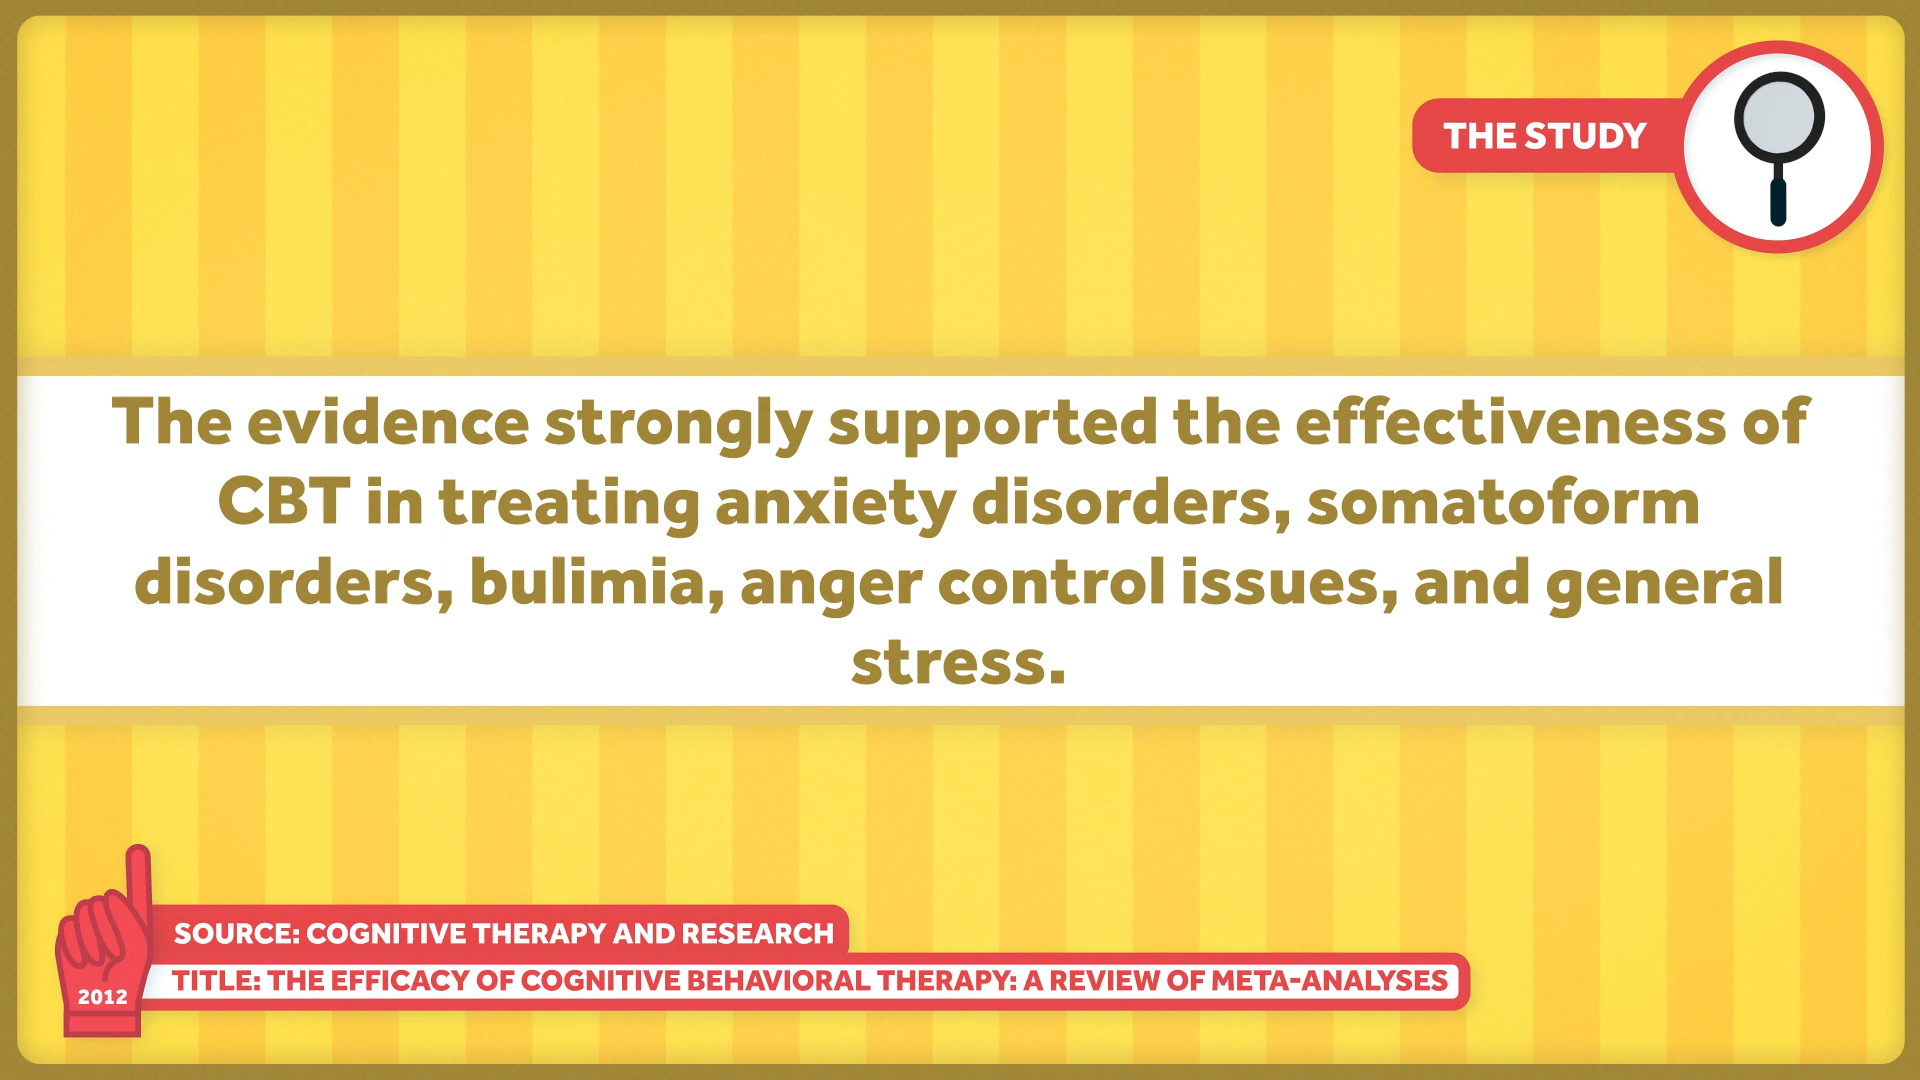 THE STUDY
The evidence strongly supported the effectiveness of
CBT in treating anxiety disorders, somatoform
disorders, bulimia, anger control issues, and general
stress.
SOURCE: COGNITIVE THERAPY AND RESEARCH
TITLE: THE EFFICACY OF COGNITIVE BEHAVIORAL THERAPY: A REVIEW OF META-ANALYSES
2012